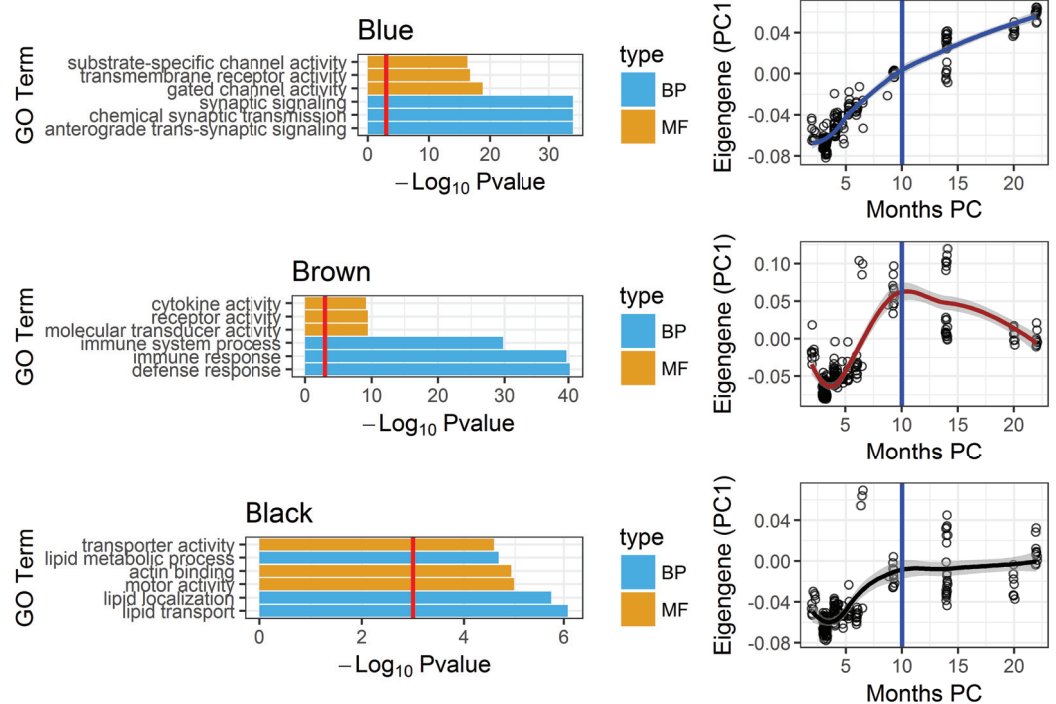 Blue
GO Term
substrate-specific channel activity
transmembrane receptor activity
gated channel activity
synaptic signaling
chemical synaptic transmission
anterograde trans-synaptic signaling
0 10 20 30
−Log10 Pvalue
type
BP
MF
Eigengene (PC1
0.04
0.00
-0.04
-0.08
5 10 15 20
Months PC
Brown
GO Term
cytokine activity
receptor activity
molecular transducer activity
immune system process
immune response
defense response
0 10 20 30 40
−Log10 Pvalue
type
BP
MF
Eigengene (PC1)
0.10
0.05
0.00
-0.05
5 10 15 20
Months PC
Black
GO Term
transporter activity
lipid metabolic process
actin binding
motor activity
lipid localization
lipid transport
0 2 4 6
−Log10 Pvalue
type
BP
MF
Eigengene (PC1)
0.04
0.00
-0.04
-0.08
5 10 15 20
Months PC